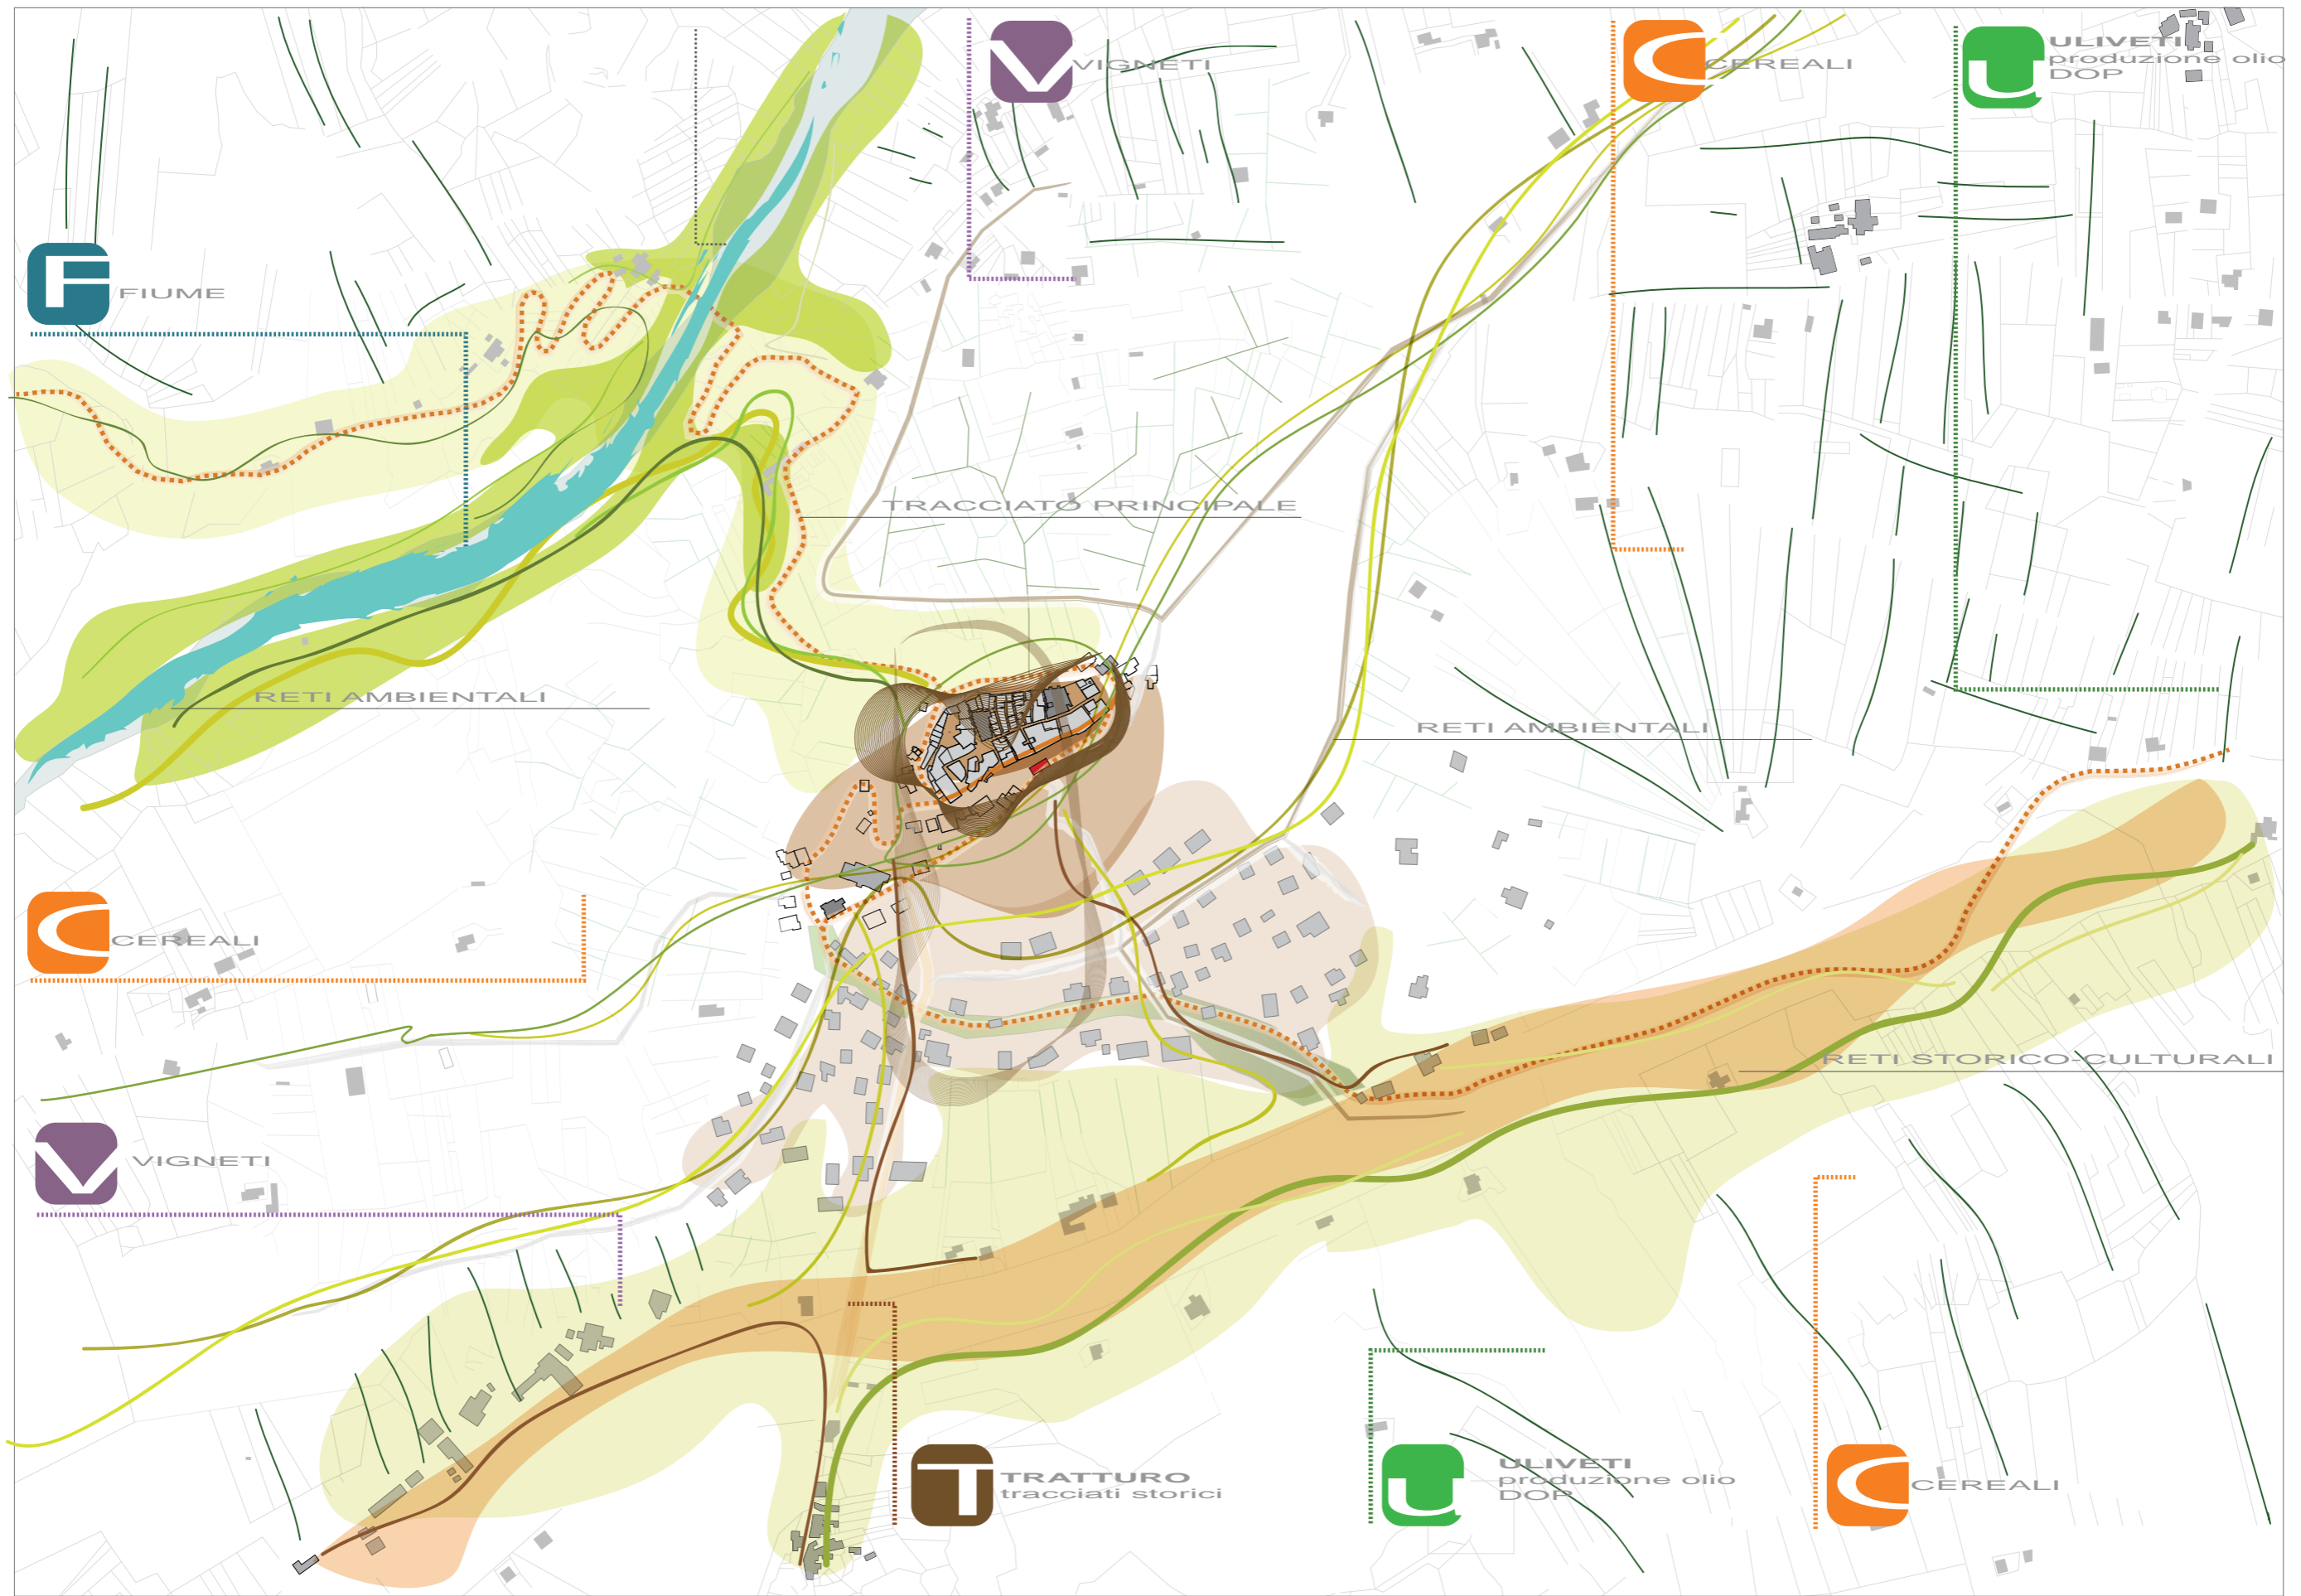 V VIGNETI
C CEREALI
U ULIVETI
produzione olio
DOP
F FIUME
TRACCIATO PRINCIPALE
RETI AMBIENTALI
RETI AMBIENTALI
C CEREALI
RETI STORICO-CULTURALI
V VIGNETI
T TRATTURO
tracciati storici
U ULIVETI
produzione olio
DOP
C CEREALI